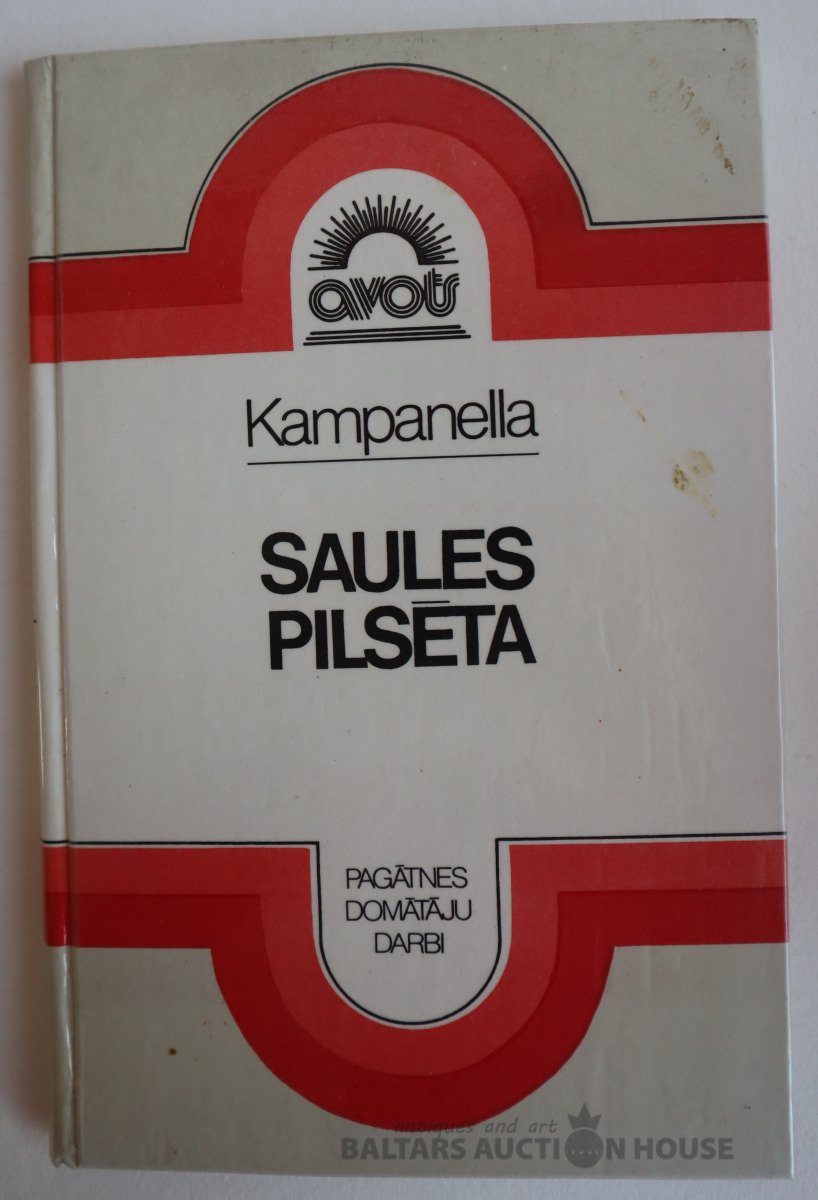 avots
Kampanella
SAULES
PILSĒTA
PAGĀTNES
DOMĀTĀJU
DARBI
antiques and art
BALTARS AUCTION HOUSE